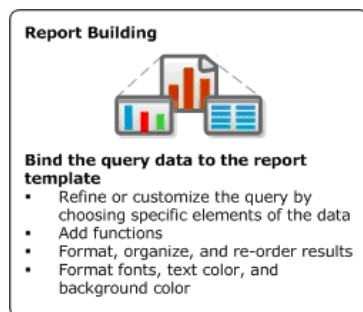 Report Building
Bind the query data to the report
template
▪ Refine or customize the query by
choosing specific elements of the data
▪ Add functions
▪ Format, organize, and re-order results
▪ Format fonts, text color, and
background color